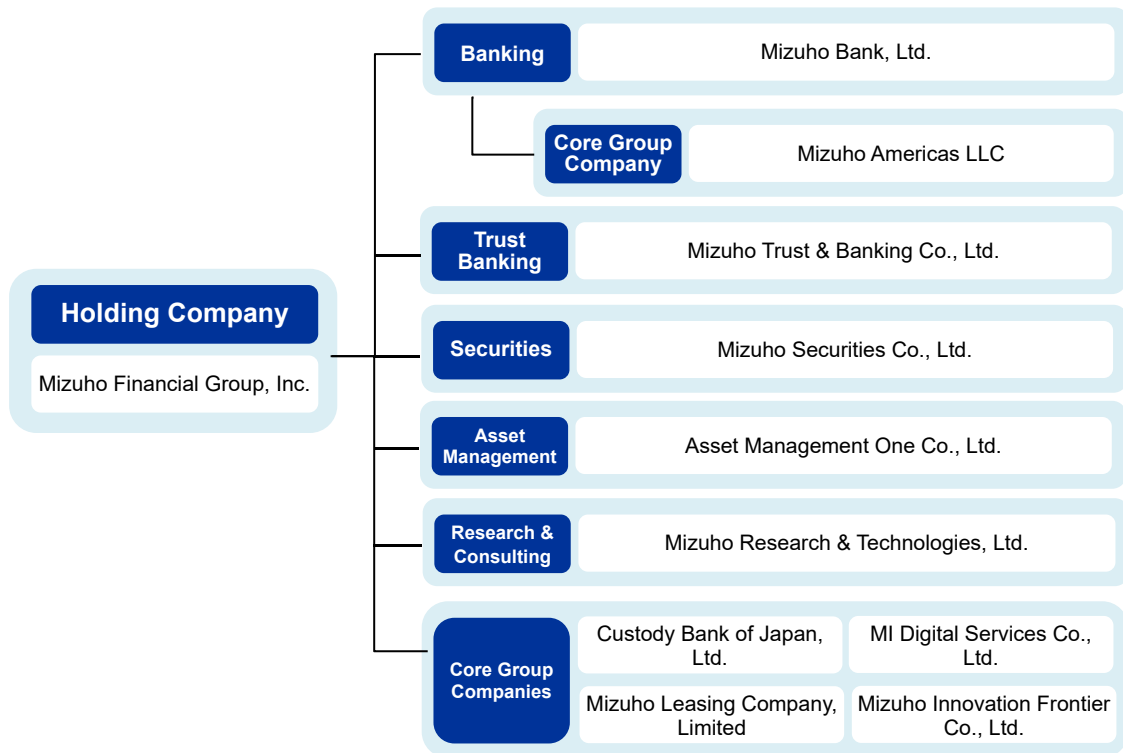 Banking
Mizuho Bank, Ltd.
Core Group
Company
Mizuho Americas LLC
Trust
Banking
Mizuho Trust & Banking Co., Ltd.
Holding Company
Mizuho Financial Group, Inc.
Securities
Mizuho Securities Co., Ltd.
Asset
Management
Asset Management One Co., Ltd.
Research &
Consulting
Mizuho Research & Technologies, Ltd.
Core Group
Companies
Custody Bank of Japan,
Ltd.
MI Digital Services Co.,
Ltd.
Mizuho Leasing Company,
Limited
Mizuho Innovation Frontier
Co., Ltd.